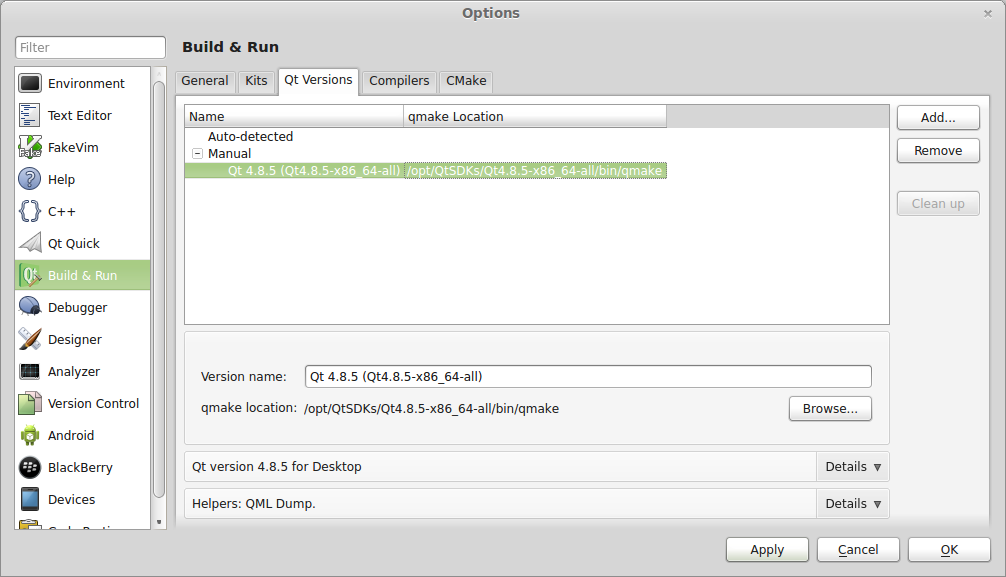 Options
Filter
Environment
Text Editor
FakeVim
Help
C++
Qt Quick
Build & Run
Debugger
Designer
Analyzer
Version Control
Android
BlackBerry
Devices
Build & Run
General Kits Qt Versions Compilers CMake
Name qmake Location
Auto-detected
Manual
Qt 4.8.5 (Qt4.8.5-x86_64-all) /opt/QtSDKs/Qt4.8.5-x86_64-all/bin/qmake
Add...
Remove
Clean up
Version name: Qt 4.8.5 (Qt4.8.5-x86_64-all)
qmake location: /opt/QtSDKs/Qt4.8.5-x86_64-all/bin/qmake
Browse...
Qt version 4.8.5 for Desktop Details
Helpers: QML Dump. Details
Apply Cancel OK